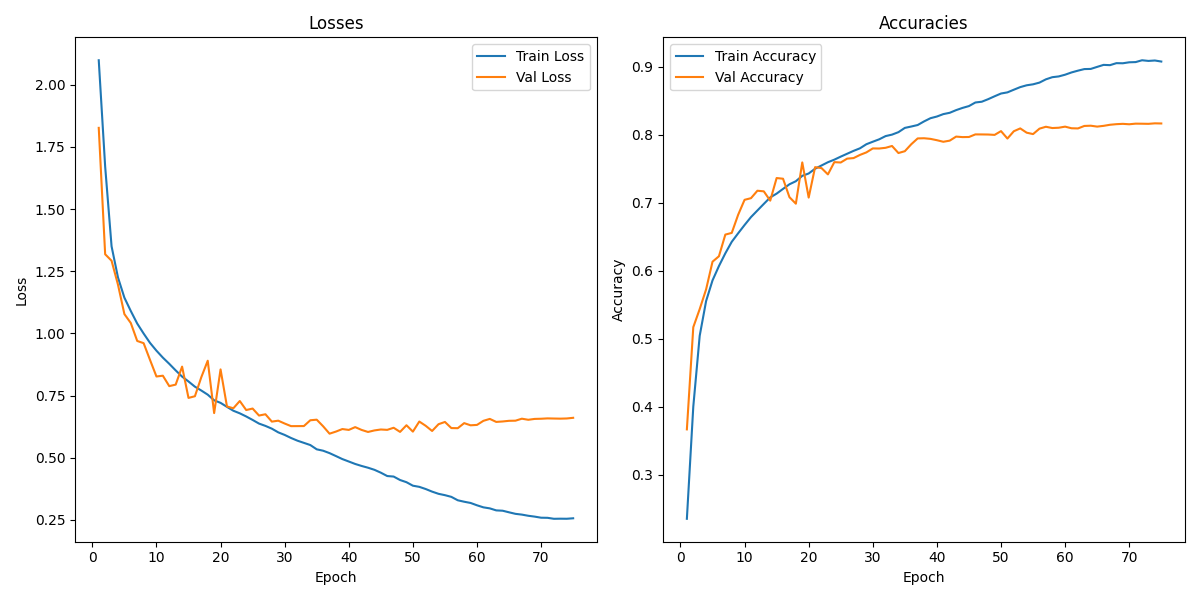 Losses
2.00
1.75
1.50
1.25
1.00
0.75
0.50
0.25
Loss
Train Loss
Val Loss
0 10 20 30 40 50 60 70
Epoch
Accuracies
0.9
0.8
0.7
0.6
0.5
0.4
0.3
Accuracy
Train Accuracy
Val Accuracy
0 10 20 30 40 50 60 70
Epoch